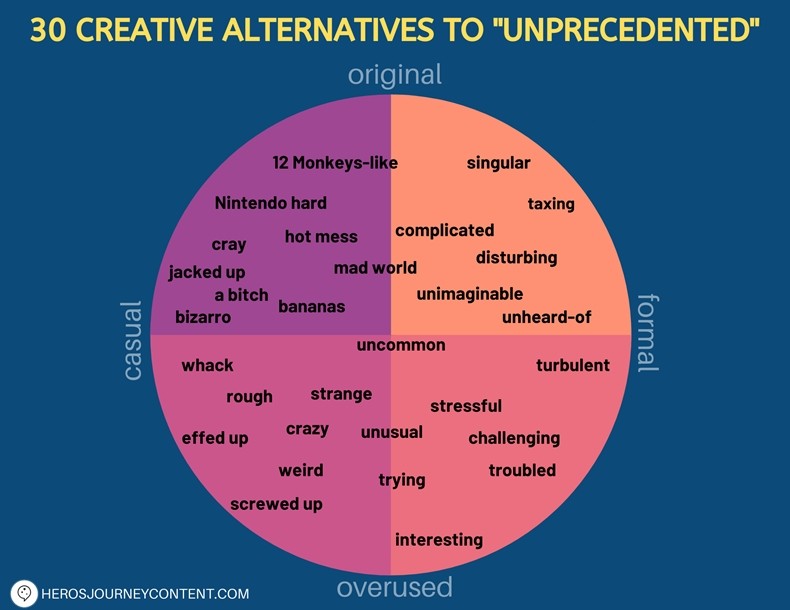 30 CREATIVE ALTERNATIVES TO "UNPRECEDENTED"
original
12 Monkeys-like
singular
Nintendo hard
taxing
complicated
hot mess
cray
disturbing
mad world
jacked up
a bitch
unimaginable
bananas
bizarro
unheard-of
casual
formal
uncommon
whack
turbulent
strange
rough
stressful
crazy
unusual
effed up
challenging
weird
troubled
trying
screwed up
interesting
overused
HEROSJOURNEYCONTENT.COM